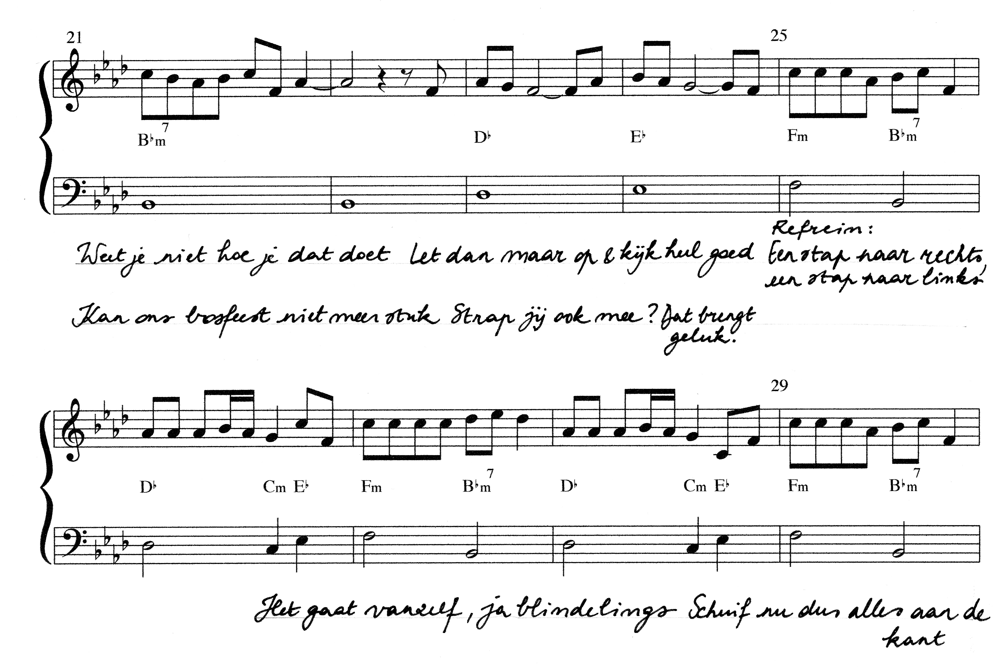 21 25
B♭m7 D♭ E♭ Fm B♭m7
Refrein:
Weet je niet hoe je dat doet Let dan maar op & kijk heel goed Een stap naar rechts,
een stap naar links
Kan ons bosfeest niet meer stuk Strap jij ook mee? Dat brengt
geluk.
29
D♭ Cm E♭ Fm B♭m7 D♭ Cm E♭ Fm B♭m7
Het gaat vanzelf, ja blindelings Schuif nu dus alles aan de
kant